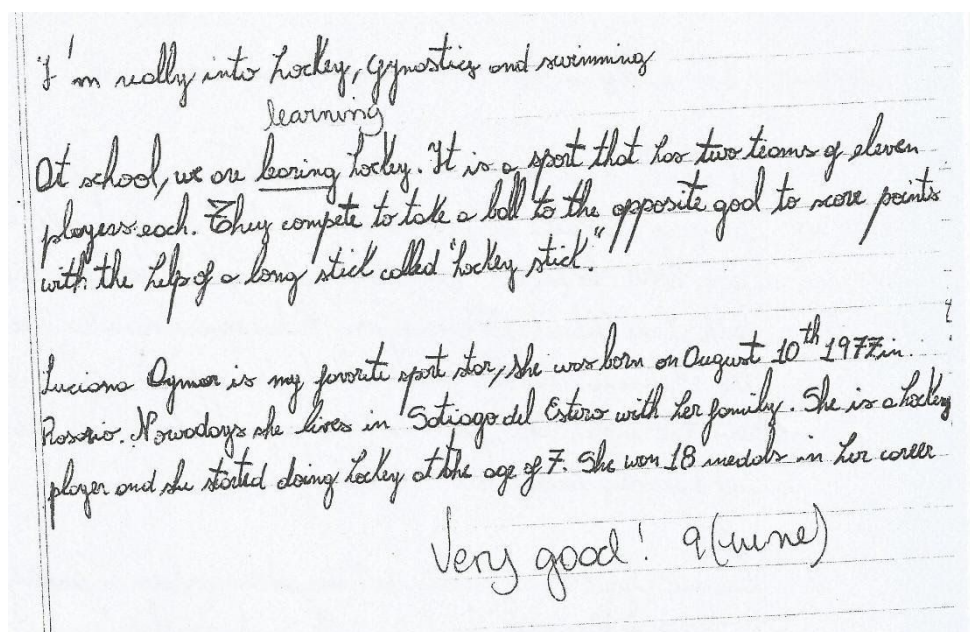 I'm really into hockey, gynostics and swimming
learning
At school, we are learing hockey. It is a sport that has two teams of eleven
players each. They compete to take a ball to the opposite goal to score points
with the help of a long stick called "hockey stick."
Luciana Aymar is my favorite sport star, she was born on August 10th 1977 in
Rosario. Nowadays she lives in Satiago del Estero with her family. She is a hockey
player and she started doing hockey at the age of 7. She won 18 medals in her career
Very good! 9 (nine)